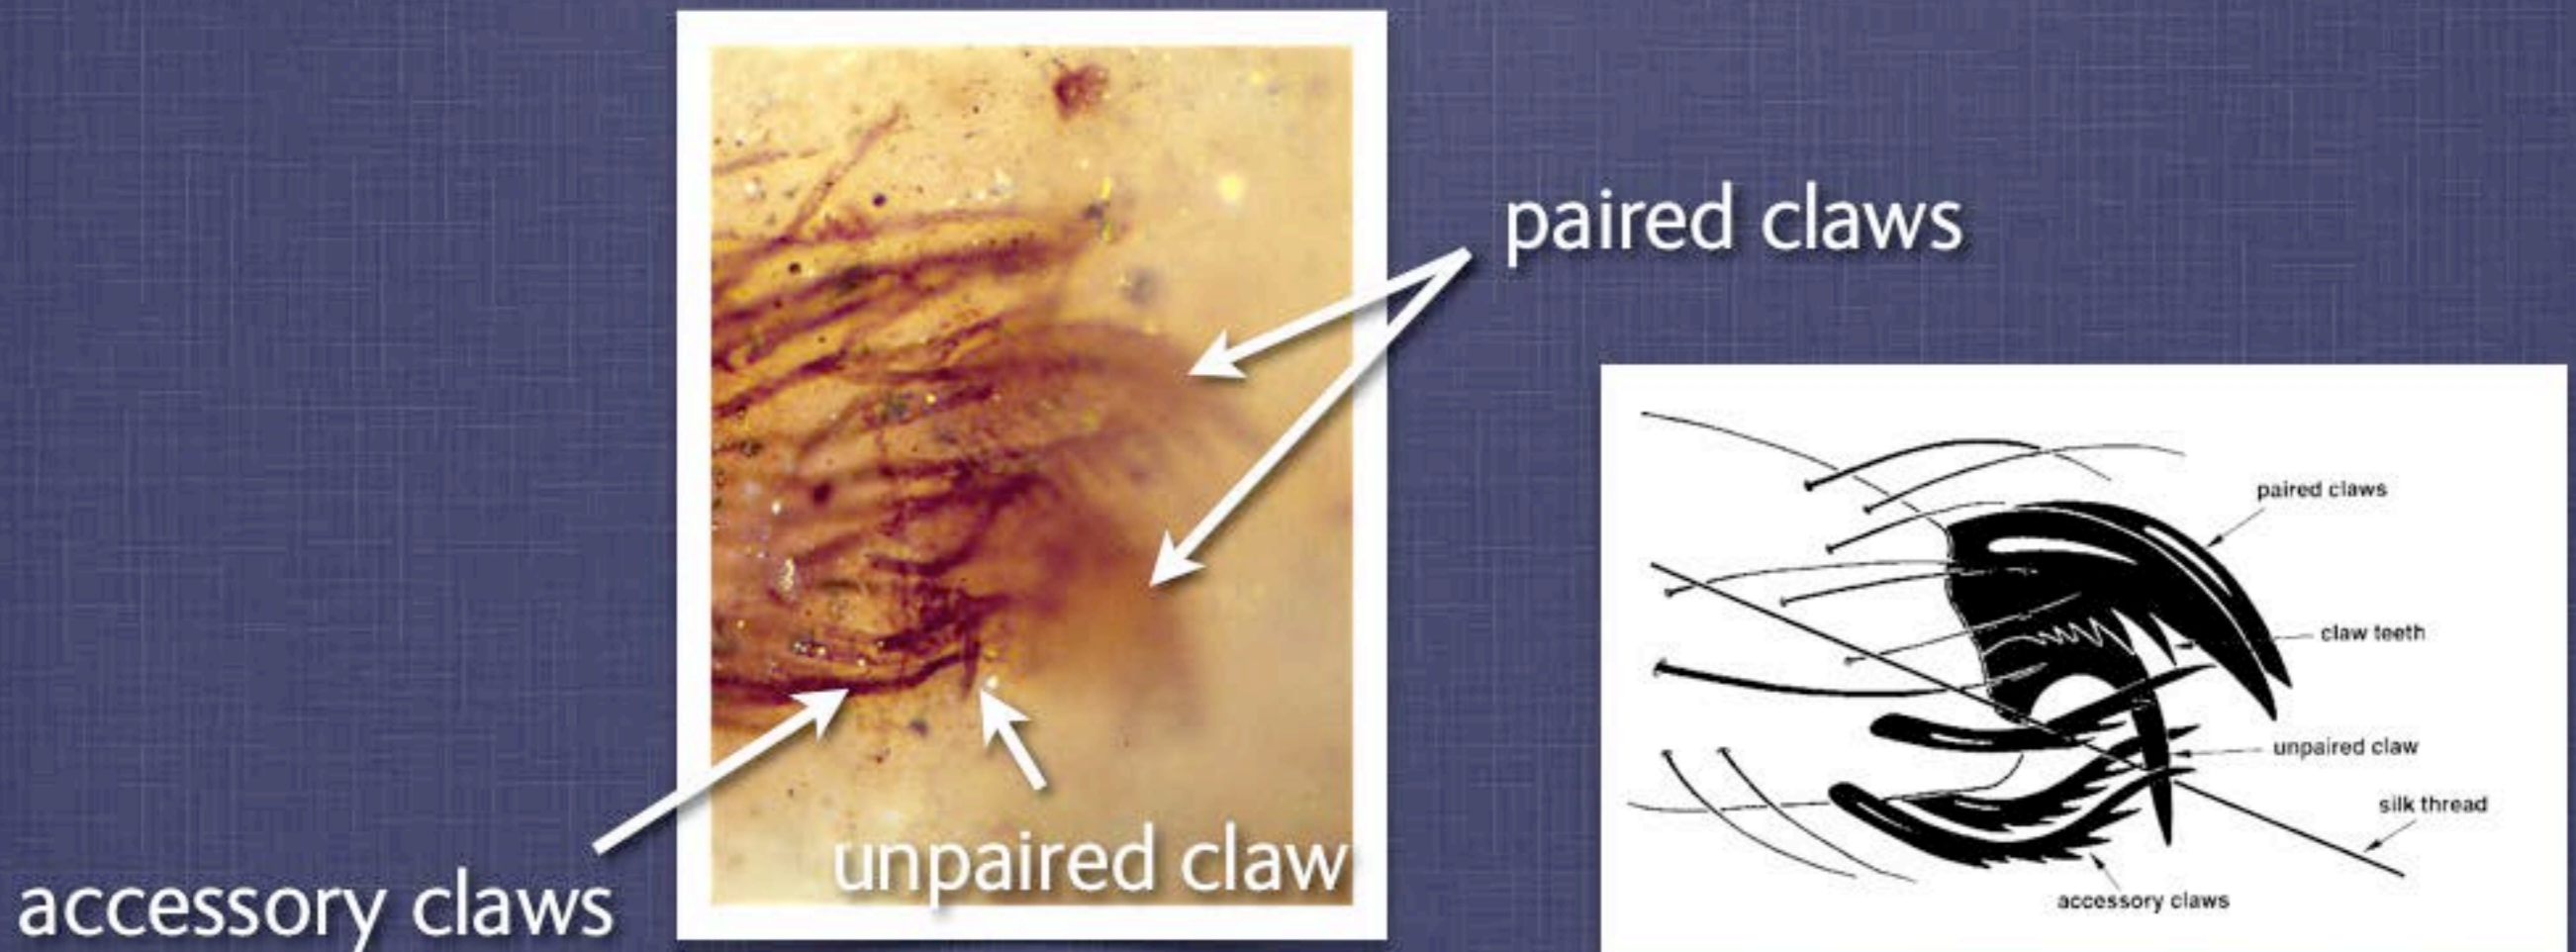 paired claws
unpaired claw
accessory claws
paired claws
claw teeth
unpaired claw
silk thread
accessory claws